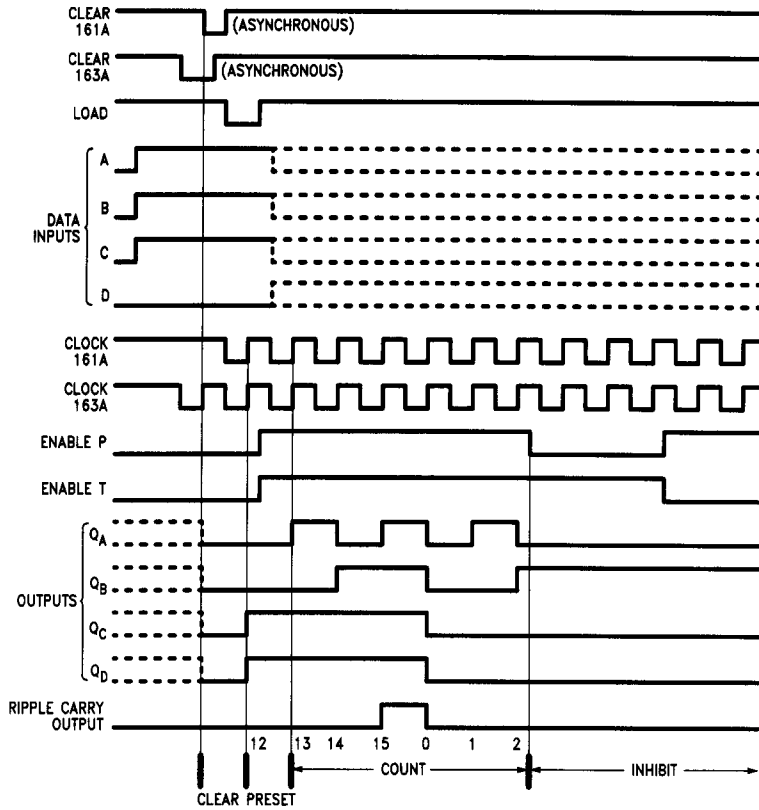 CLEAR
161A
(ASYNCHRONOUS)
CLEAR
163A
(ASYNCHRONOUS)
LOAD
DATA
INPUTS
A
B
C
D
CLOCK
161A
CLOCK
163A
ENABLE P
ENABLE T
OUTPUTS
QA
QB
QC
QD
RIPPLE CARRY
OUTPUT
12 13 14 15 0 1 2
COUNT
INHIBIT
CLEAR PRESET